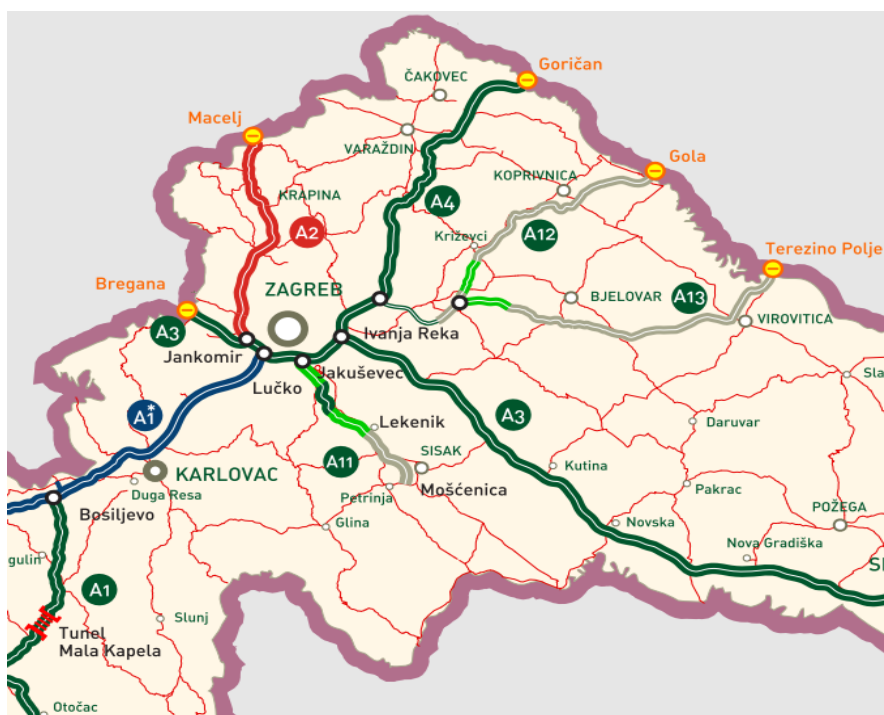 Goričan
ČAKOVEC
Macelj
VARAŽDIN
Gola
KOPRIVNICA
KRAPINA
A4
A2
Križevci
A12
Terezino Polje
Bregana
ZAGREB
BJELOVAR
A13
A3
Ivanja Reka
VIROVITICA
Jankomir
Jakuševec
Lučko
Sla
A1*
A3
Lekenik
Daruvar
A11
SISAK
KARLOVAC
Kutina
Duga Resa
Petrinja
Mošćenica
Pakrac
Bosiljevo
POŽEGA
Glina
Novska
gulin
Nova Gradiška
A1
Slunj
Tunel
Mala Kapela
Otočac